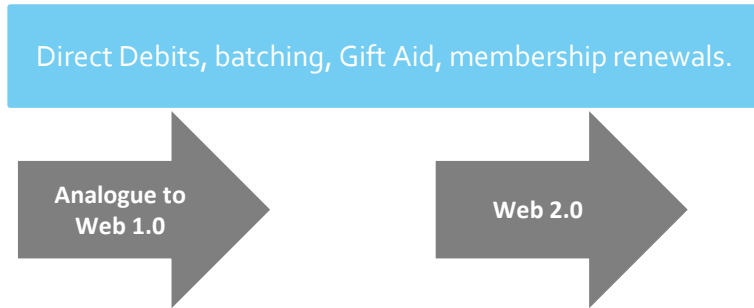 Direct Debits, batching, Gift Aid, membership renewals.
Analogue to
Web 1.0
Web 2.0